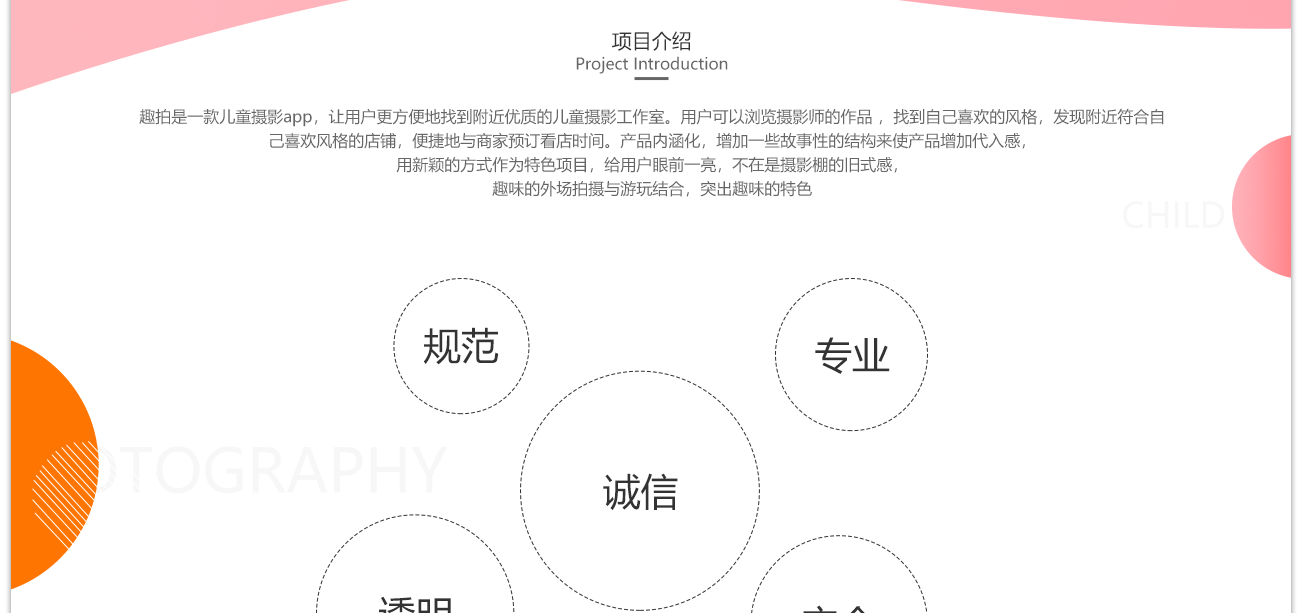 项目介绍
Project Introduction
趣拍是一款儿童摄影app，让用户更方便地找到附近优质的儿童摄影工作室。用户可以浏览摄影师的作品 ，找到自己喜欢的风格，发现附近符合自
己喜欢风格的店铺，便捷地与商家预订看店时间。产品内涵化，增加一些故事性的结构来使产品增加代入感，
用新颖的方式作为特色项目，给用户眼前一亮，不在是摄影棚的旧式感，
趣味的外场拍摄与游玩结合，突出趣味的特色
CHILD
规范
专业
OTOGRAPHY
诚信
透明